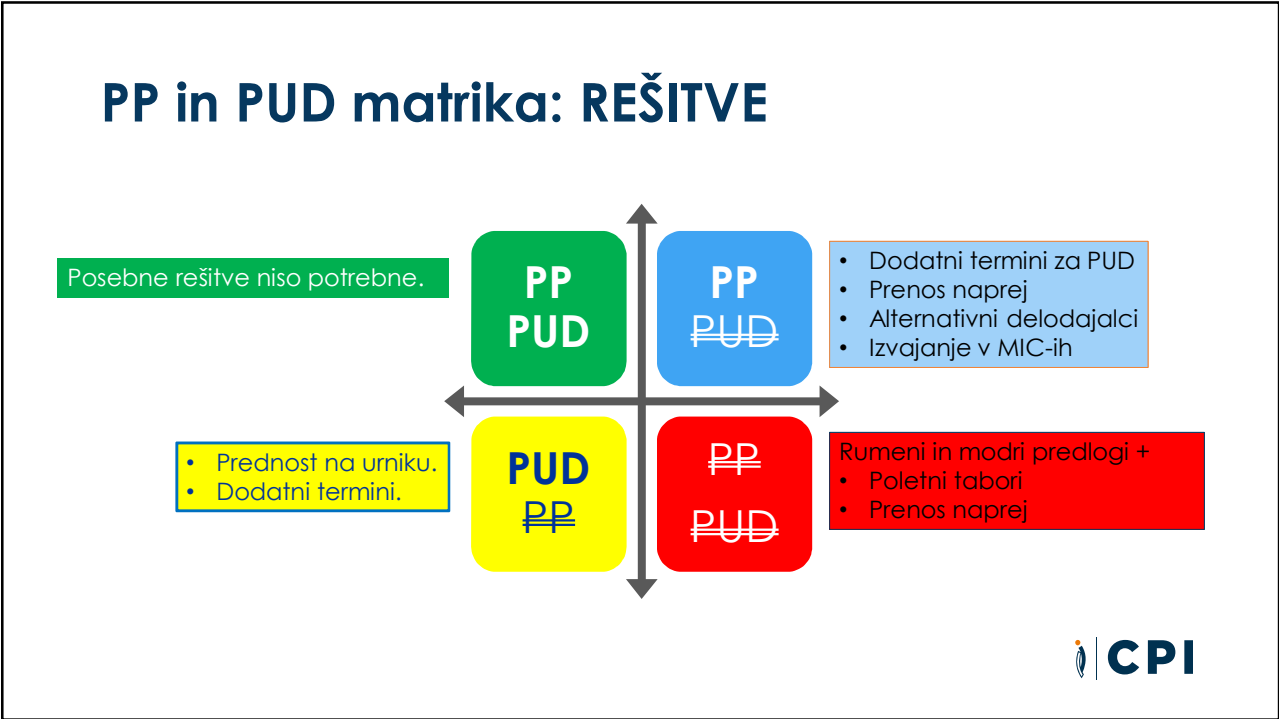 PP in PUD matrika: REŠITVE
Posebne rešitve niso potrebne.
PP
PUD
PP
PUD
• Dodatni termini za PUD
• Prenos naprej
• Alternativni delodajalci
• Izvajanje v MIC-ih
• Prednost na urniku.
• Dodatni termini.
PUD
PP
PP
PUD
Rumeni in modri predlogi +
• Poletni tabori
• Prenos naprej
CPI